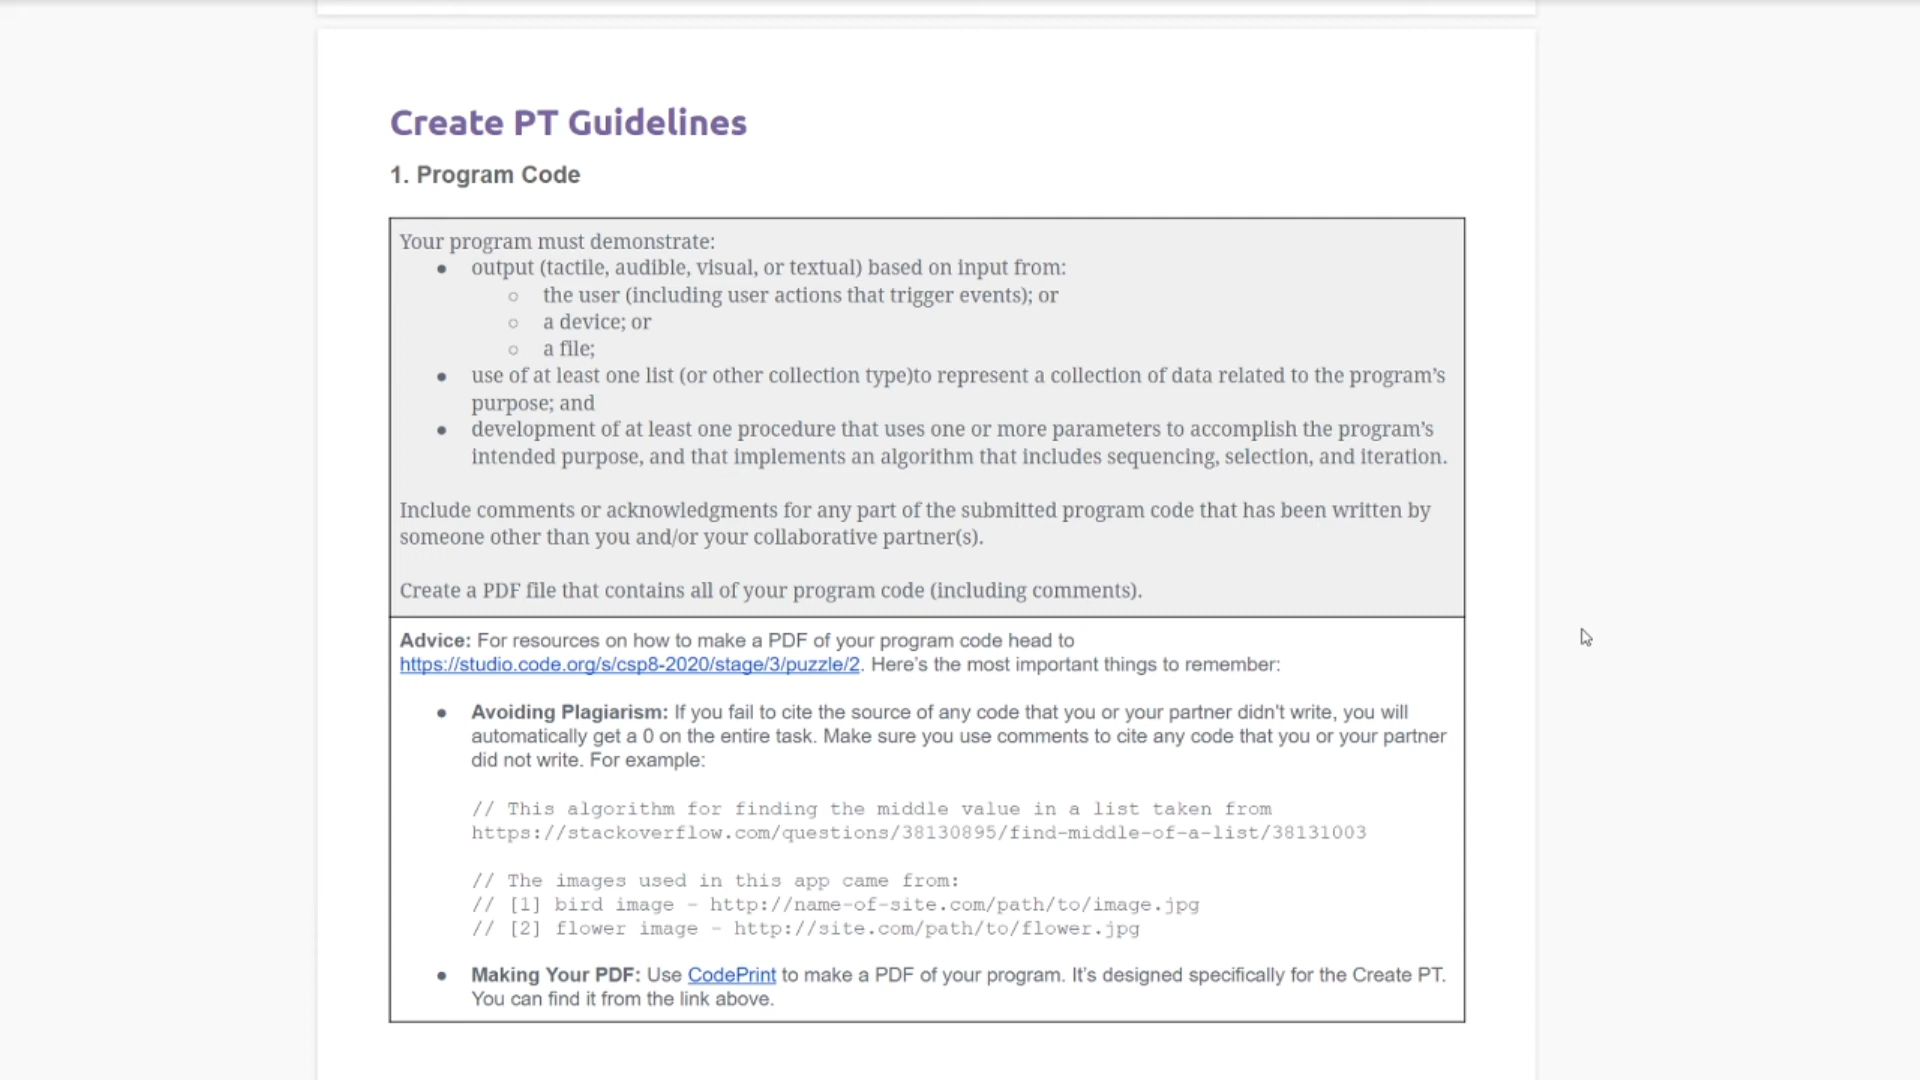 Create PT Guidelines
1. Program Code
Your program must demonstrate:
● output (tactile, audible, visual, or textual) based on input from:
○ the user (including user actions that trigger events); or
○ a device; or
○ a file;
● use of at least one list (or other collection type)to represent a collection of data related to the program's
purpose; and
● development of at least one procedure that uses one or more parameters to accomplish the program's
intended purpose, and that implements an algorithm that includes sequencing, selection, and iteration.
Include comments or acknowledgments for any part of the submitted program code that has been written by
someone other than you and/or your collaborative partner(s).
Create a PDF file that contains all of your program code (including comments).
Advice: For resources on how to make a PDF of your program code head to
https://studio.code.org/s/csp8-2020/stage/3/puzzle/2. Here's the most important things to remember:
● Avoiding Plagiarism: If you fail to cite the source of any code that you or your partner didn't write, you will
automatically get a 0 on the entire task. Make sure you use comments to cite any code that you or your partner
did not write. For example:
// This algorithm for finding the middle value in a list taken from
https://stackoverflow.com/questions/38130895/find-middle-of-a-list/38131003
// The images used in this app came from:
// [1] bird image - http://name-of-site.com/path/to/image.jpg
// [2] flower image - http://site.com/path/to/flower.jpg
● Making Your PDF: Use CodePrint to make a PDF of your program. It's designed specifically for the Create PT.
You can find it from the link above.